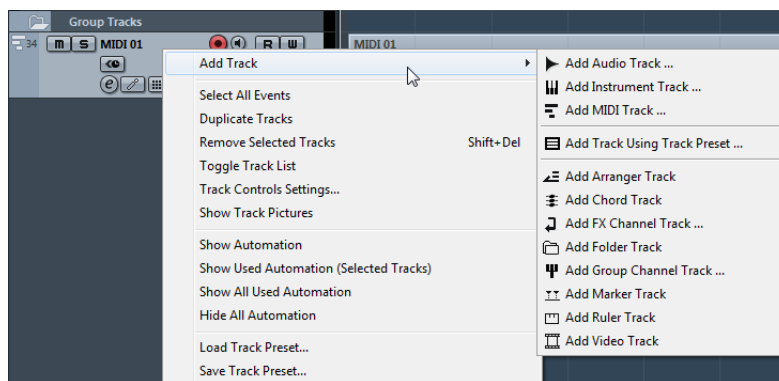 Group Tracks
34 m S MIDI 01 R W
MIDI 01
e
Add Track
Select All Events
Duplicate Tracks
Remove Selected Tracks Shift+Del
Toggle Track List
Track Controls Settings...
Show Track Pictures
Show Automation
Show Used Automation (Selected Tracks)
Show All Used Automation
Hide All Automation
Load Track Preset...
Save Track Preset...
Add Audio Track ...
Add Instrument Track ...
Add MIDI Track ...
Add Track Using Track Preset ...
Add Arranger Track
Add Chord Track
Add FX Channel Track ...
Add Folder Track
Add Group Channel Track ...
Add Marker Track
Add Ruler Track
Add Video Track